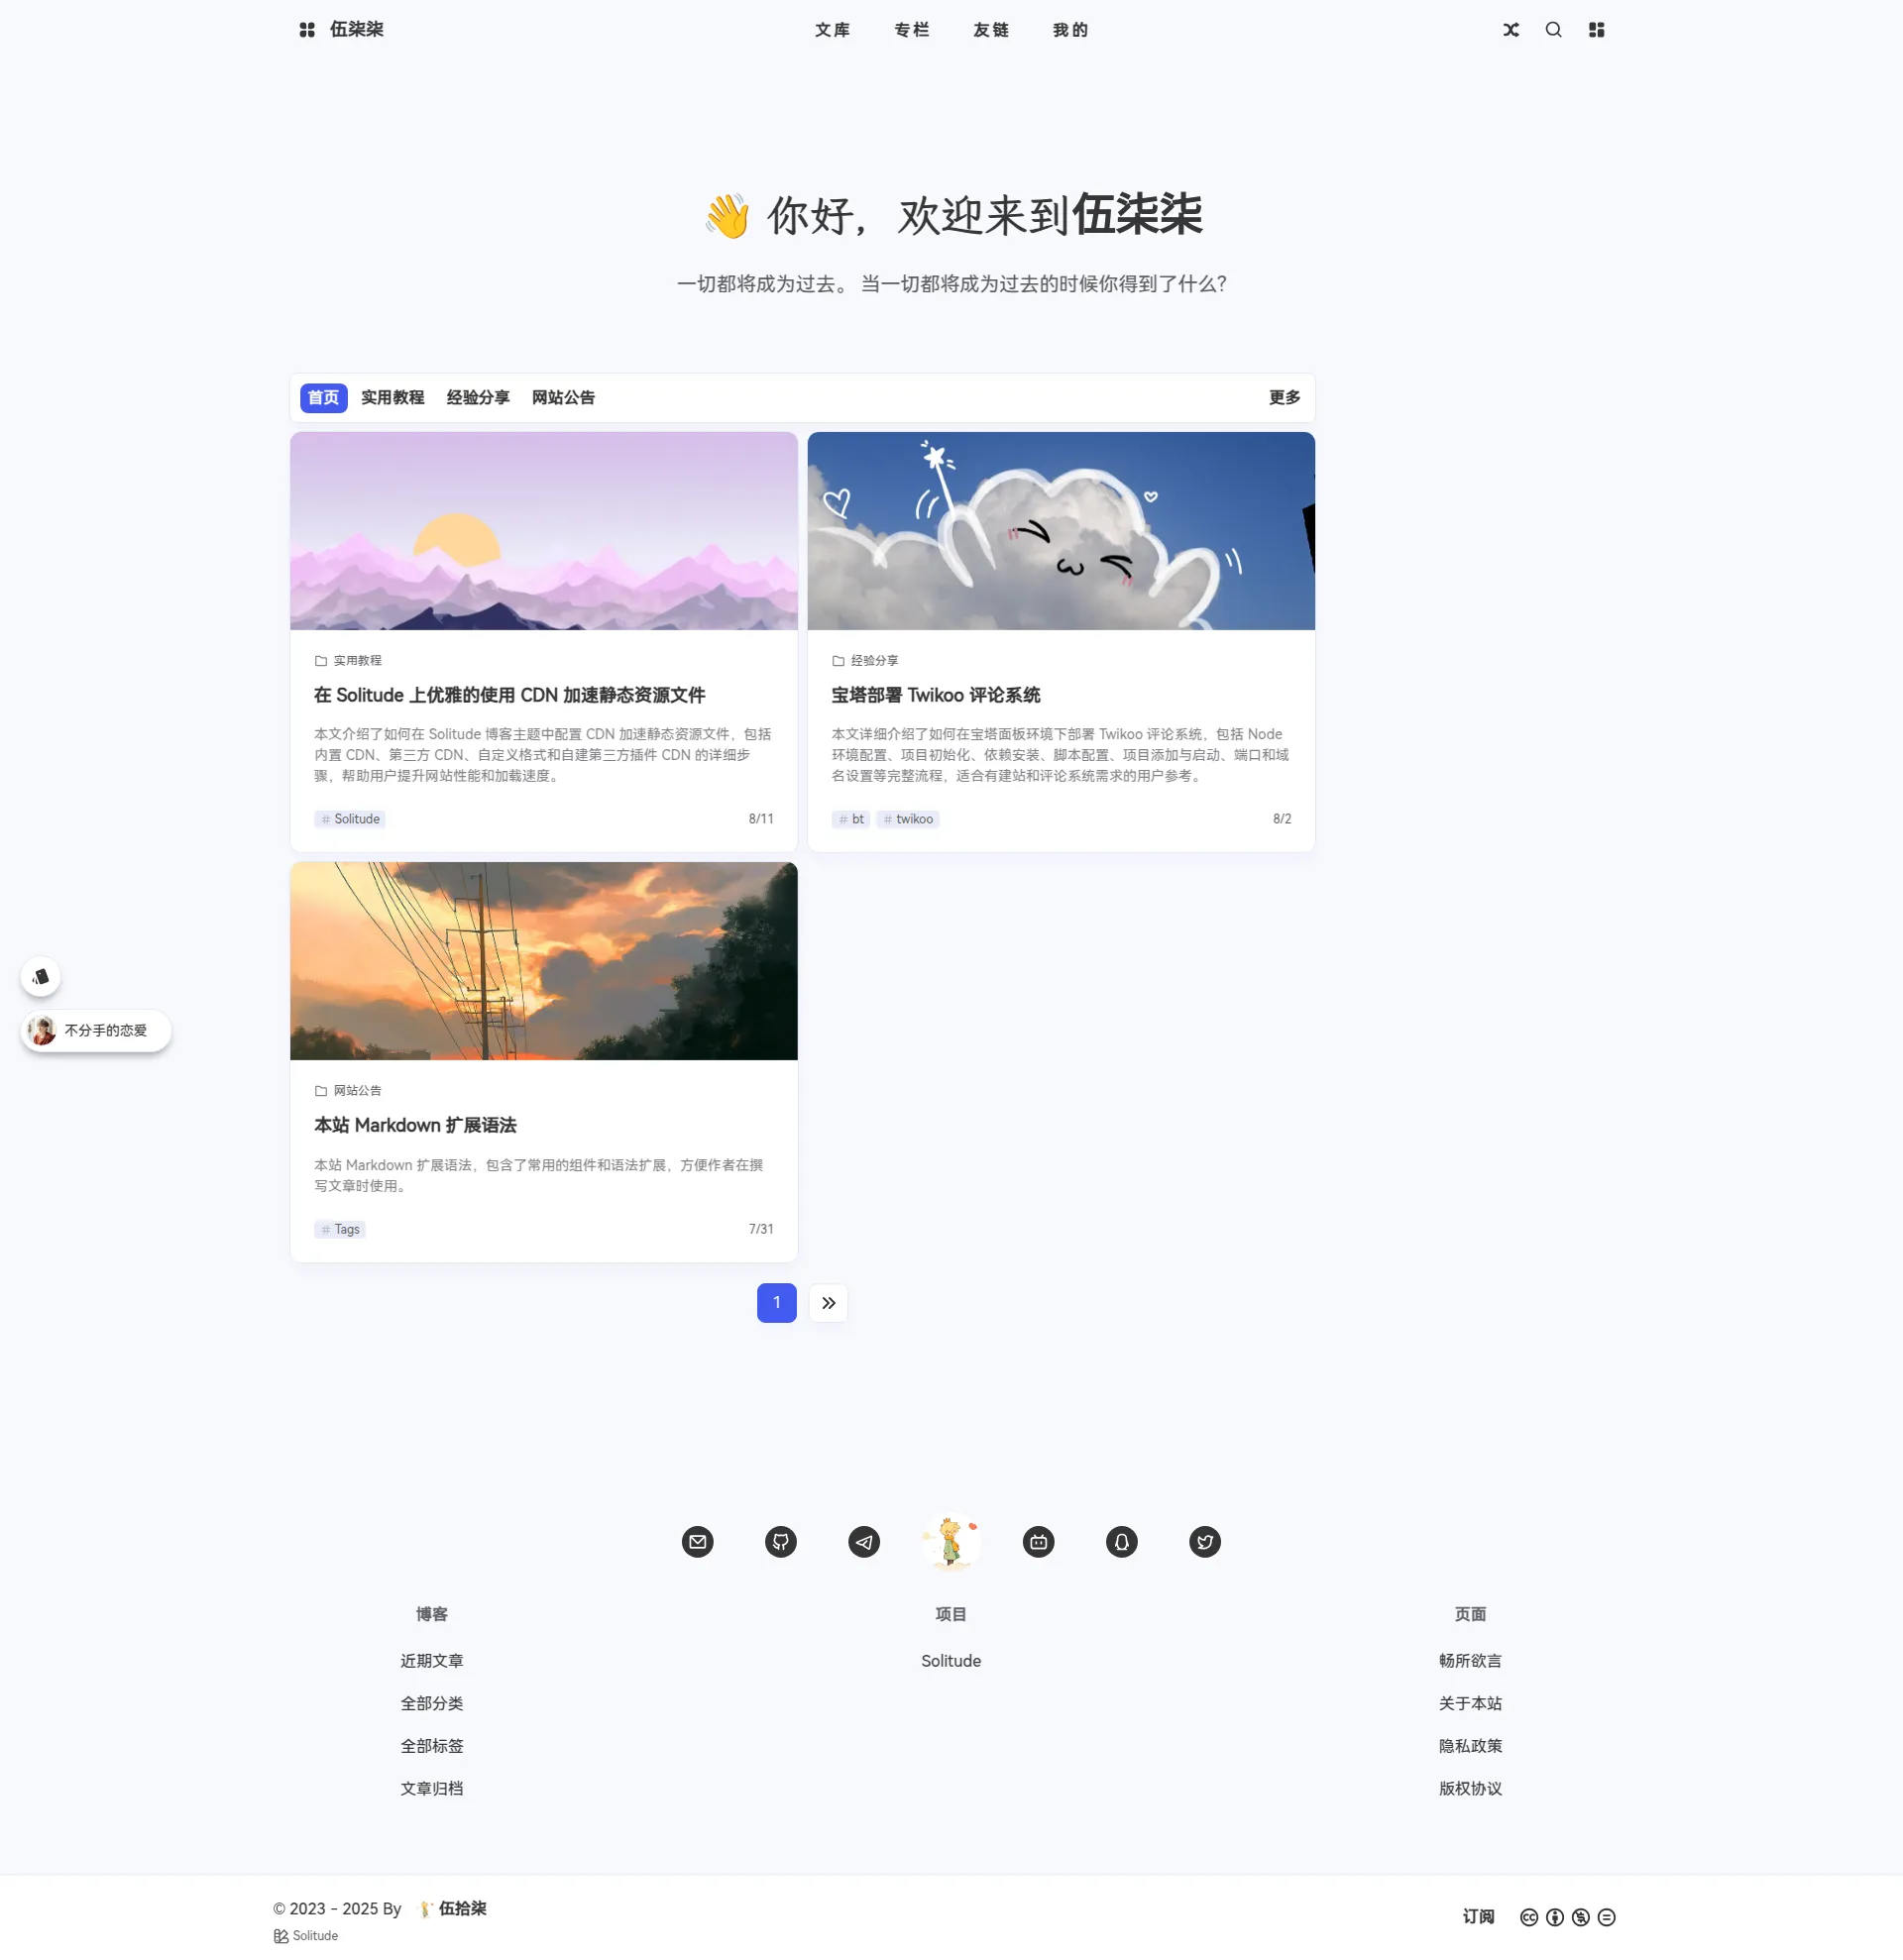 伍柒柒
文库 专栏 友链 我的
👋 你好，欢迎来到伍柒柒
一切都将成为过去。 当一切都将成为过去的时候你得到了什么？
首页 实用教程 经验分享 网站公告 更多
实用教程
在 Solitude 上优雅的使用 CDN 加速静态资源文件
本文介绍了如何在 Solitude 博客主题中配置 CDN 加速静态资源文件，包括
内置 CDN、第三方 CDN、自定义格式和自建第三方插件 CDN 的详细步
骤，帮助用户提升网站性能和加载速度。
# Solitude 8/11
经验分享
宝塔部署 Twikoo 评论系统
本文详细介绍了如何在宝塔面板环境下部署 Twikoo 评论系统，包括 Node
环境配置、项目初始化、依赖安装、脚本配置、项目添加与启动、端口和域
名设置等完整流程，适合有建站和评论系统需求的用户参考。
# bt # twikoo 8/2
网站公告
本站 Markdown 扩展语法
本站 Markdown 扩展语法，包含了常用的组件和语法扩展，方便作者在撰
写文章时使用。
# Tags 7/31
不分手的恋爱
1
博客
近期文章
全部分类
全部标签
文章归档
项目
Solitude
页面
畅所欲言
关于本站
隐私政策
版权协议
© 2023 - 2025 By 伍拾柒
Solitude
订阅